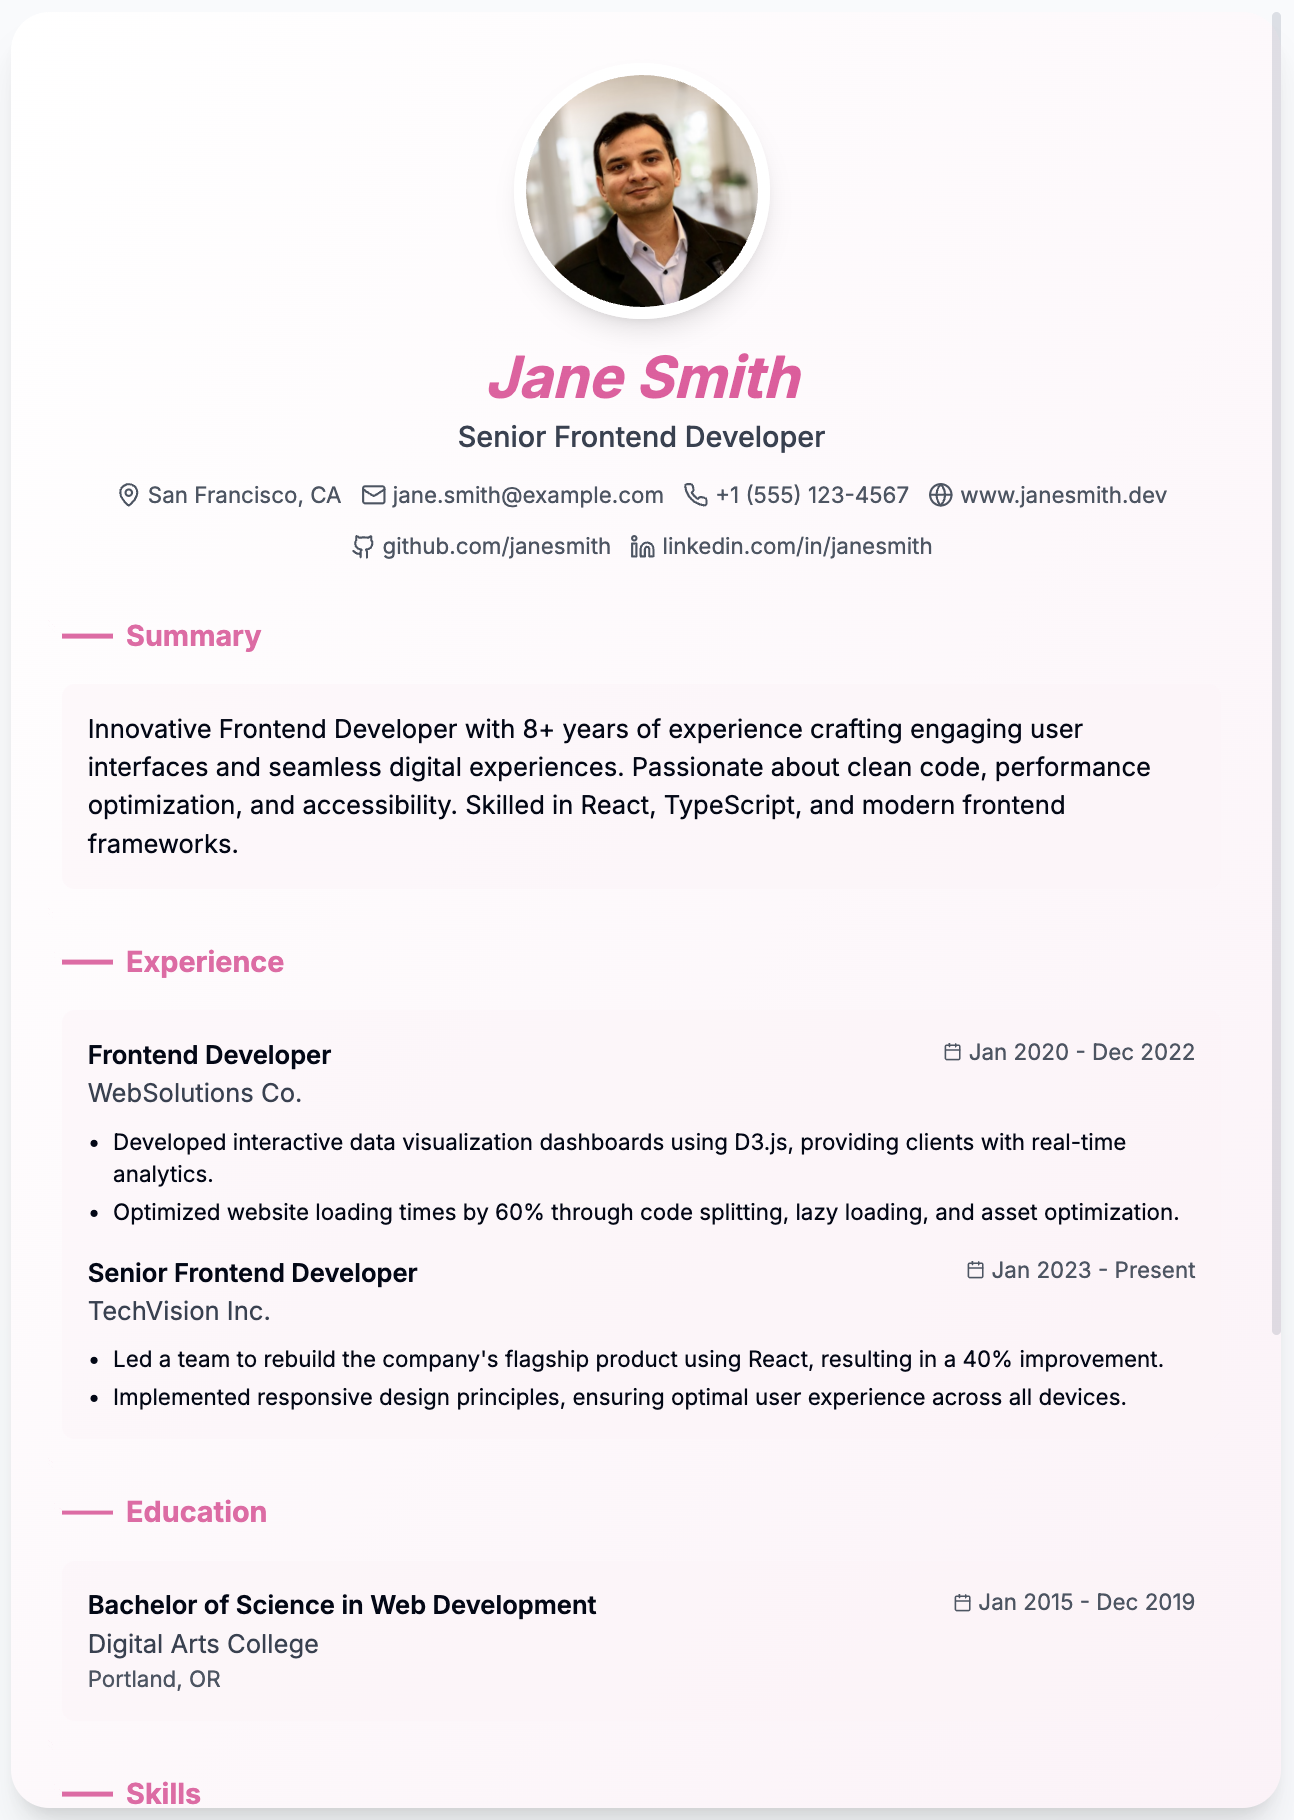 Jane Smith
Senior Frontend Developer
San Francisco, CA jane.smith@example.com +1 (555) 123-4567 www.janesmith.dev
github.com/janesmith linkedin.com/in/janesmith
Summary
Innovative Frontend Developer with 8+ years of experience crafting engaging user
interfaces and seamless digital experiences. Passionate about clean code, performance
optimization, and accessibility. Skilled in React, TypeScript, and modern frontend
frameworks.
Experience
Frontend Developer Jan 2020 - Dec 2022
WebSolutions Co.
• Developed interactive data visualization dashboards using D3.js, providing clients with real-time
analytics.
• Optimized website loading times by 60% through code splitting, lazy loading, and asset optimization.
Senior Frontend Developer Jan 2023 - Present
TechVision Inc.
• Led a team to rebuild the company's flagship product using React, resulting in a 40% improvement.
• Implemented responsive design principles, ensuring optimal user experience across all devices.
Education
Bachelor of Science in Web Development Jan 2015 - Dec 2019
Digital Arts College
Portland, OR
Skills